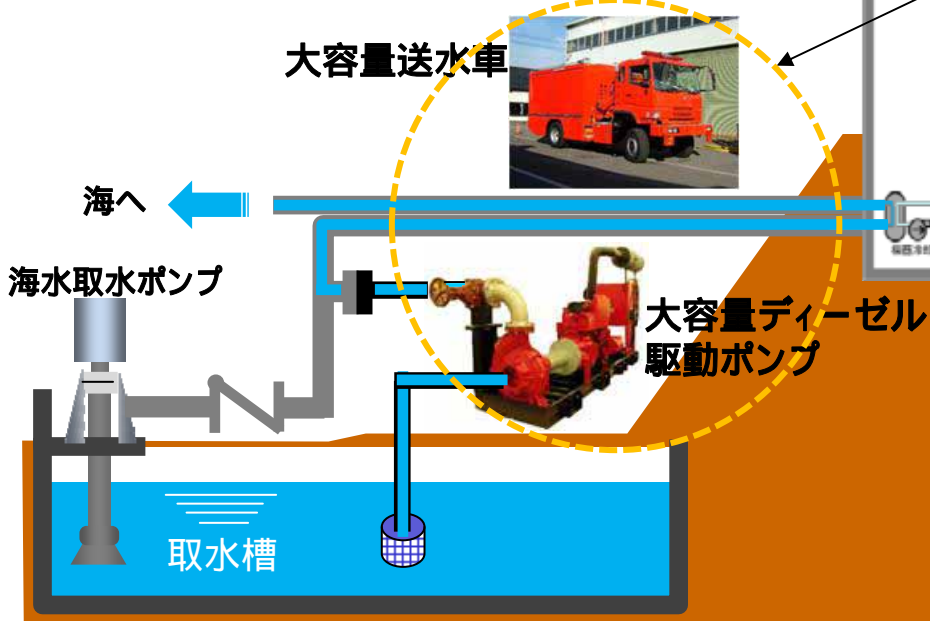 大容量送水車
海へ
海水取水ポンプ
大容量ディーゼル
駆動ポンプ
取水槽